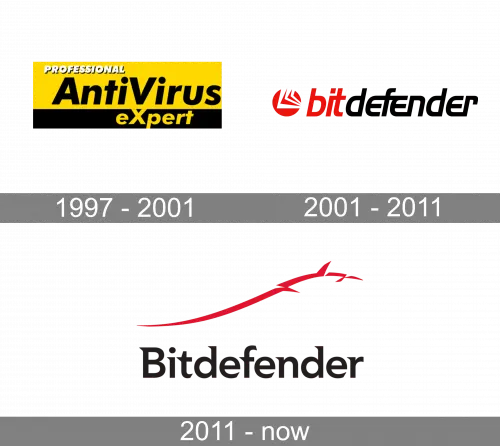 PROFESSIONAL
AntiVirus
eXpert
bitdefender
1997 - 2001
2001 - 2011
Bitdefender
2011 - now